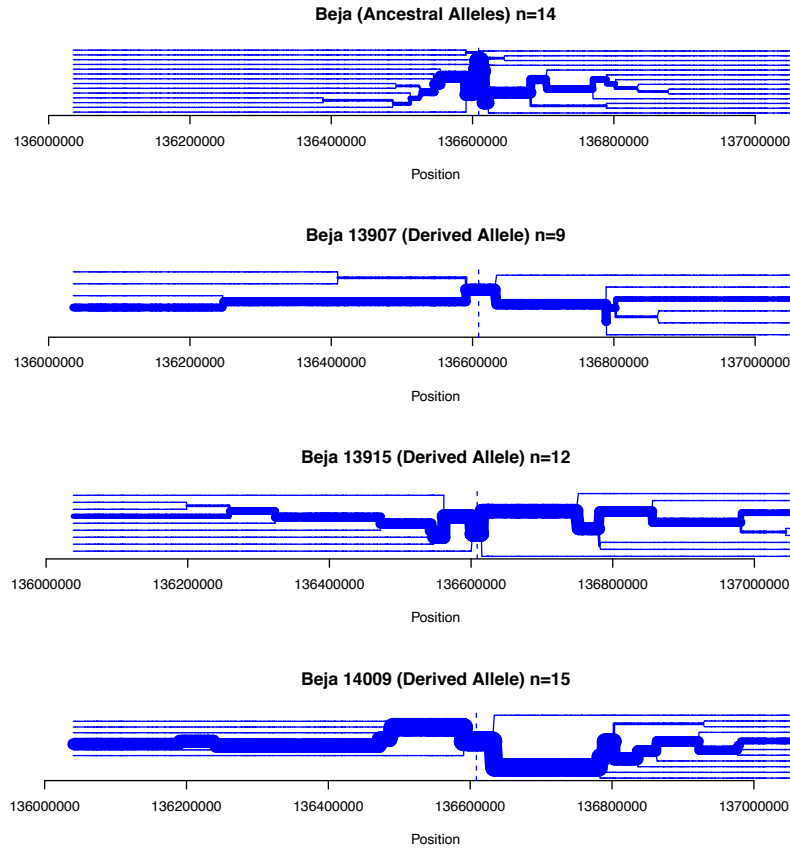 Beja (Ancestral Alleles) n=14
136000000 136200000 136400000 136600000 136800000 137000000
Position
Beja 13907 (Derived Allele) n=9
136000000 136200000 136400000 136600000 136800000 137000000
Position
Beja 13915 (Derived Allele) n=12
136000000 136200000 136400000 136600000 136800000 137000000
Position
Beja 14009 (Derived Allele) n=15
136000000 136200000 136400000 136600000 136800000 137000000
Position